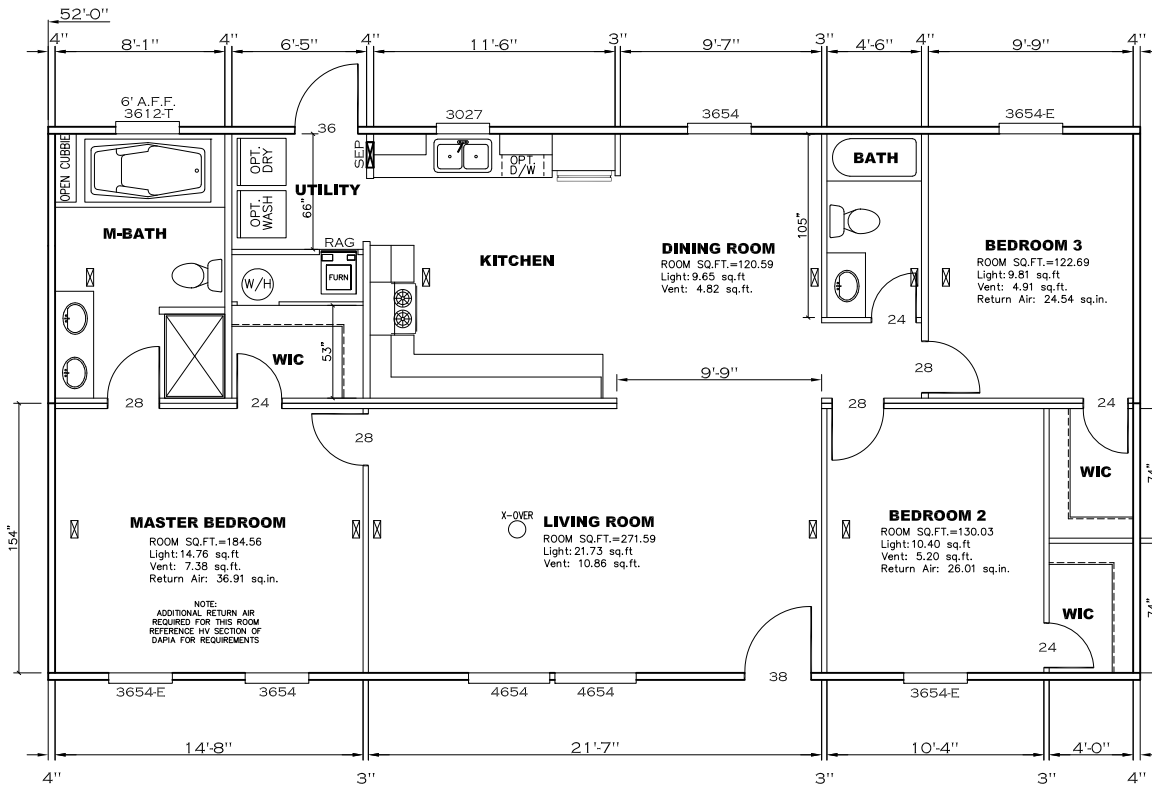 52'-0"
4" 8'-1" 4" 6'-5" 4" 11'-6" 3" 9'-7" 3" 4'-6" 4" 9'-9" 4"
6' A.F.F.
3612-T
36
3027
3654
3654-E
OPEN CUBBIE
OPT.
DRY
OPT.
WASH
UTILITY
66"
SEP
OPT.
D/W
BATH
M-BATH
RAG
FURN
W/H
KITCHEN
DINING ROOM
ROOM SQ.FT.=120.59
Light: 9.65 sq.ft
Vent: 4.82 sq.ft.
105"
BEDROOM 3
ROOM SQ.FT.=122.69
Light: 9.81 sq.ft
Vent: 4.91 sq.ft.
Return Air: 24.54 sq.in.
24
WIC
53"
9'-9"
28
28
24
28
28
24
154"
MASTER BEDROOM
ROOM SQ.FT.=184.56
Light: 14.76 sq.ft
Vent: 7.38 sq.ft.
Return Air: 36.91 sq.in.
NOTE:
ADDITIONAL RETURN AIR
REQUIRED FOR THIS ROOM
REFERENCE HV SECTION OF
DAPIA FOR REQUIREMENTS
X-OVER
LIVING ROOM
ROOM SQ.FT.=271.59
Light: 21.73 sq.ft
Vent: 10.86 sq.ft.
BEDROOM 2
ROOM SQ.FT.=130.03
Light: 10.40 sq.ft
Vent: 5.20 sq.ft.
Return Air: 26.01 sq.in.
WIC
74"
WIC
74"
24
3654-E
3654
4654
4654
38
3654-E
14'-8" 21'-7" 10'-4" 4'-0"
4" 3" 3" 3" 4"